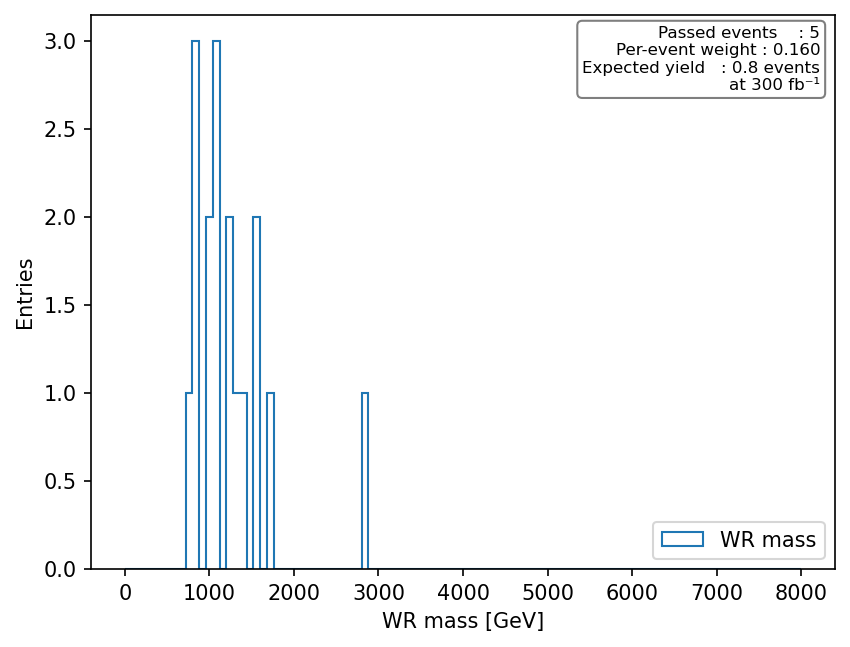 Passed events    : 5
Per-event weight : 0.160
Expected yield   : 0.8 events
at 300 fb⁻¹
3.0
2.5
2.0
1.5
1.0
0.5
0.0
Entries
WR mass
0 1000 2000 3000 4000 5000 6000 7000 8000
WR mass [GeV]